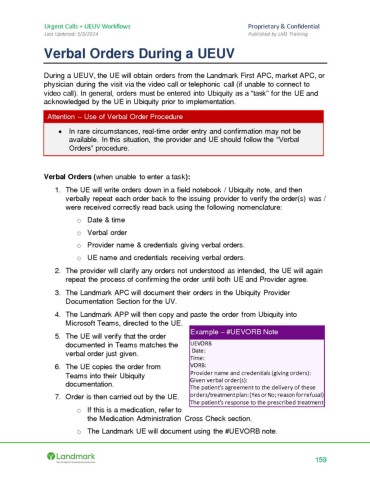 Urgent Calls + UEUV Workflows Proprietary & Confidential
Last Updated: 5/3/2024 Published by LM1 Training
Verbal Orders During a UEUV
During a UEUV, the UE will obtain orders from the Landmark First APC, market APC, or
physician during the visit via the video call or telephonic call (if unable to connect to
video call). In general, orders must be entered into Ubiquity as a "task" for the UE and
acknowledged by the UE in Ubiquity prior to implementation.
Attention – Use of Verbal Order Procedure
• In rare circumstances, real-time order entry and confirmation may not be
available. In this situation, the provider and UE should follow the "Verbal
Orders" procedure.
Verbal Orders (when unable to enter a task):
1. The UE will write orders down in a field notebook / Ubiquity note, and then
verbally repeat each order back to the issuing provider to verify the order(s) was /
were received correctly read back using the following nomenclature:
o Date & time
o Verbal order
o Provider name & credentials giving verbal orders.
o UE name and credentials receiving verbal orders.
2. The provider will clarify any orders not understood as intended, the UE will again
repeat the process of confirming the order until both UE and Provider agree.
3. The Landmark APC will document their orders in the Ubiquity Provider
Documentation Section for the UV.
4. The Landmark APP will then copy and paste the order from Ubiquity into
Microsoft Teams, directed to the UE.
5. The UE will verify that the order
documented in Teams matches the
verbal order just given.
6. The UE copies the order from
Teams into their Ubiquity
documentation.
7. Order is then carried out by the UE.
Example – #UEVORB Note
UEVORB
Date:
Time:
VORB:
Provider name and credentials (giving orders):
Given verbal order(s):
The patient's agreement to the delivery of these
orders/treatment plan: (Yes or No; reason for refusal)
The patient's response to the prescribed treatment
o If this is a medication, refer to
the Medication Administration Cross Check section.
o The Landmark UE will document using the #UEVORB note.
Landmark
159